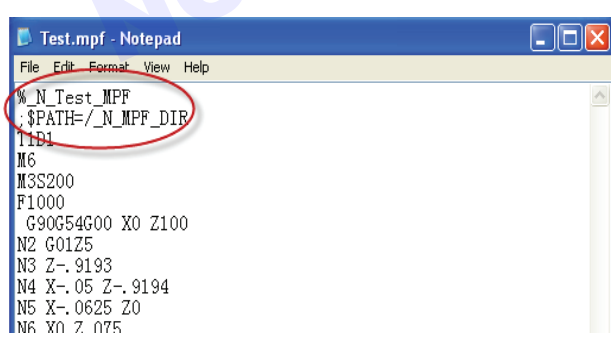 Test.mpf - Notepad
File Edit Format View Help
%_N_Test_MPF
;$PATH=/_N_MPF_DIR
T1D1
M6
M3S200
F1000
G90G54G00 X0 Z100
N2 G01Z5
N3 Z-.9193
N4 X-.05 Z-.9194
N5 X-.0625 Z0
N6 X0 Z.075